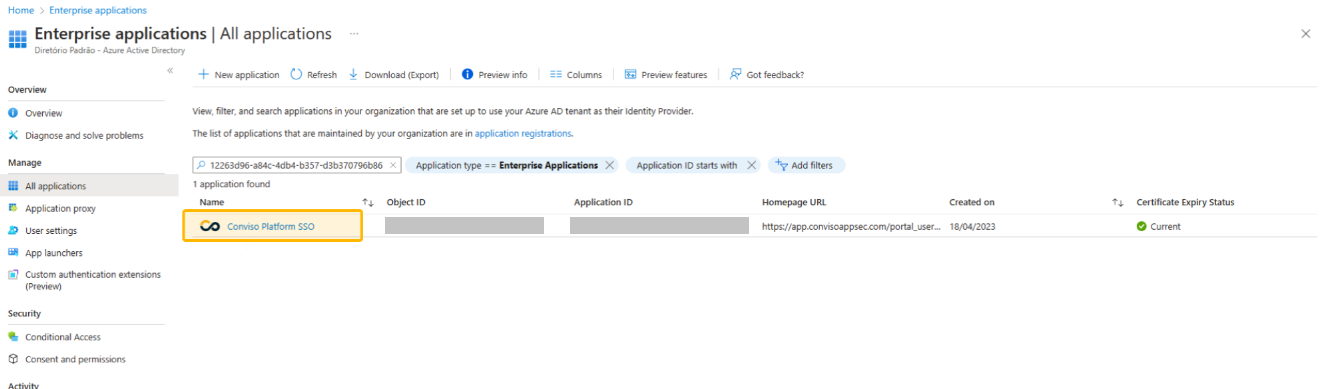 Home > Enterprise applications
Enterprise applications | All applications ...
Diretório Padrão - Azure Active Directory
«
Overview
Overview
Diagnose and solve problems
Manage
All applications
Application proxy
User settings
App launchers
Custom authentication extensions
(Preview)
Security
Conditional Access
Consent and permissions
Activity
New application Refresh Download (Export) Preview info Columns Preview features Got feedback?
View, filter, and search applications in your organization that are set up to use your Azure AD tenant as their Identity Provider.
The list of applications that are maintained by your organization are in application registrations.
12263d96-a84c-4db4-b357-d3b370796b86 Application type == Enterprise Applications Application ID starts with Add filters
1 application found
Name Object ID Application ID Homepage URL Created on Certificate Expiry Status
Conviso Platform SSO https://app.convisoappsec.com/portal_user... 18/04/2023 Current